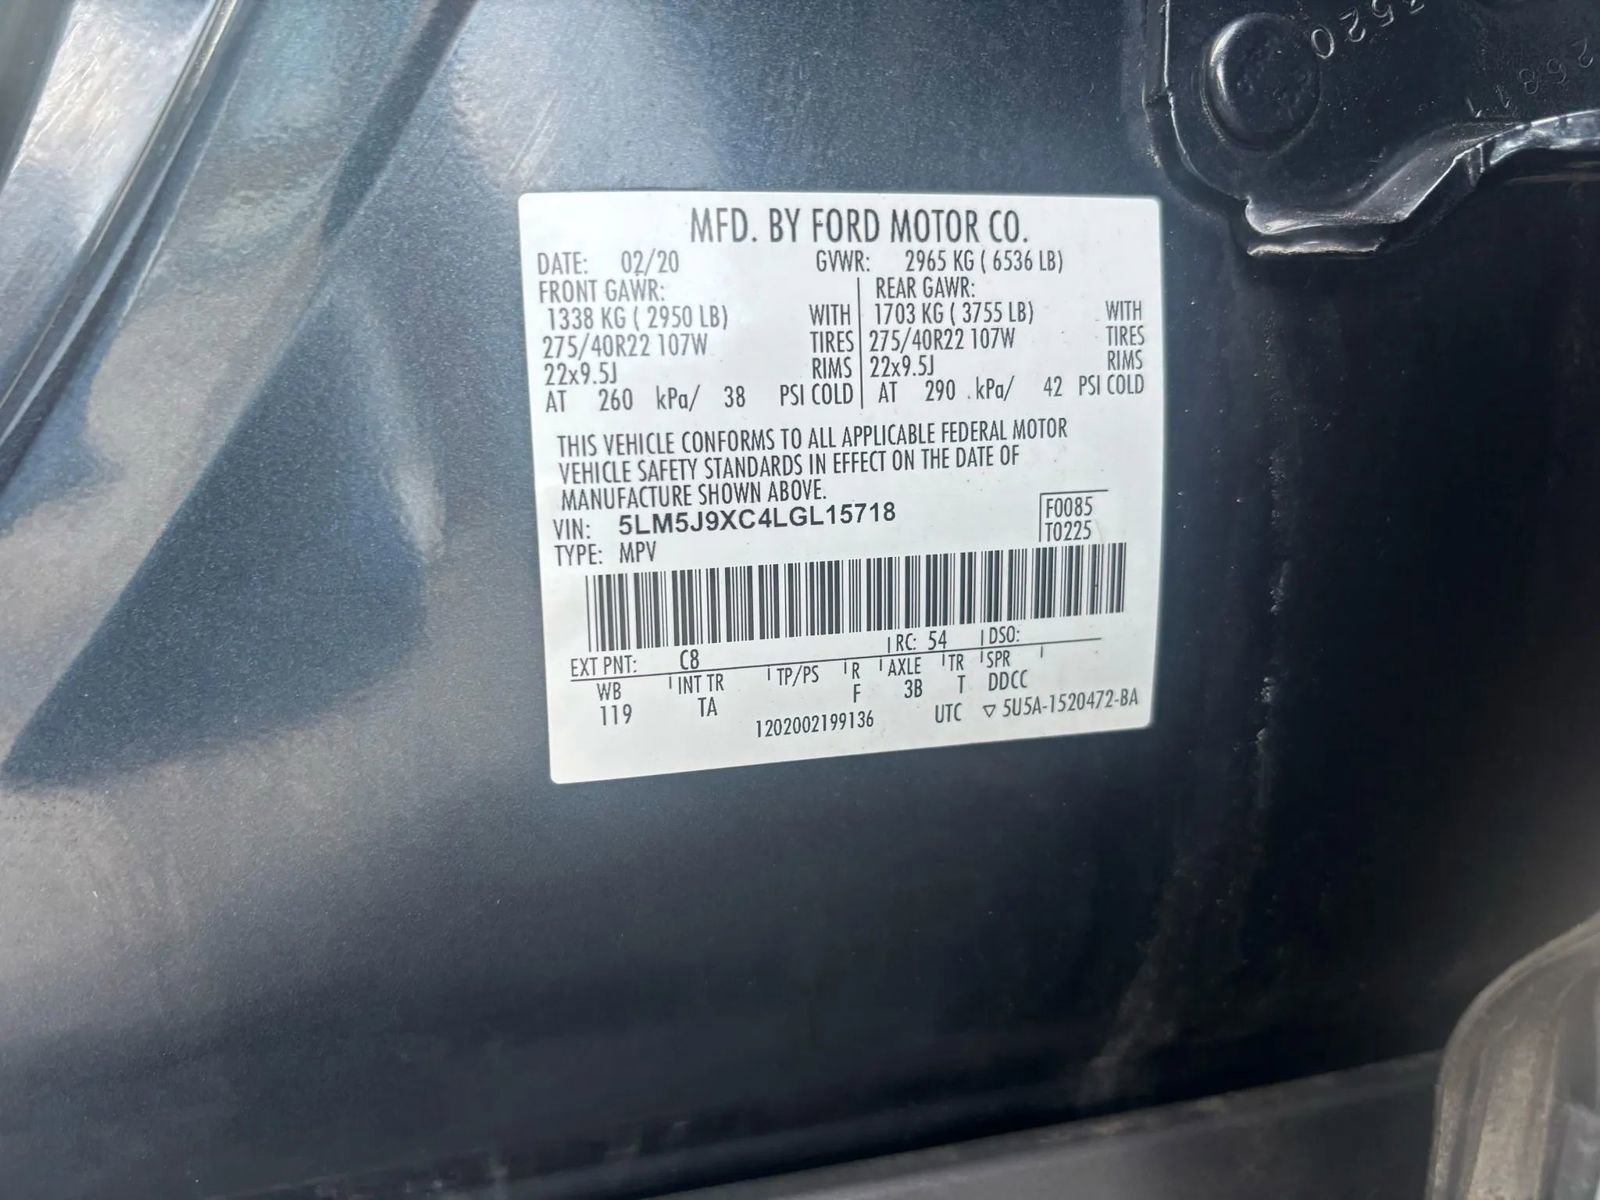 3520
26811
MFD. BY FORD MOTOR CO.
DATE: 02/20 GVWR: 2965 KG ( 6536 LB)
FRONT GAWR: REAR GAWR:
1338 KG ( 2950 LB) WITH 1703 KG ( 3755 LB) WITH
275/40R22 107W TIRES 275/40R22 107W TIRES
22x9.5J RIMS 22x9.5J RIMS
AT 260 kPa/ 38 PSI COLD AT 290 kPa/ 42 PSI COLD
THIS VEHICLE CONFORMS TO ALL APPLICABLE FEDERAL MOTOR
VEHICLE SAFETY STANDARDS IN EFFECT ON THE DATE OF
MANUFACTURE SHOWN ABOVE.
VIN: 5LM5J9XC4LGL15718 F0085
TYPE: MPV T0225
EXT PNT: C8 RC: 54 DSO:
WB INT TR TP/PS R AXLE TR SPR
119 TA F 3B T DDCC
1202002199136 UTC ▽ 5U5A-1520472-BA